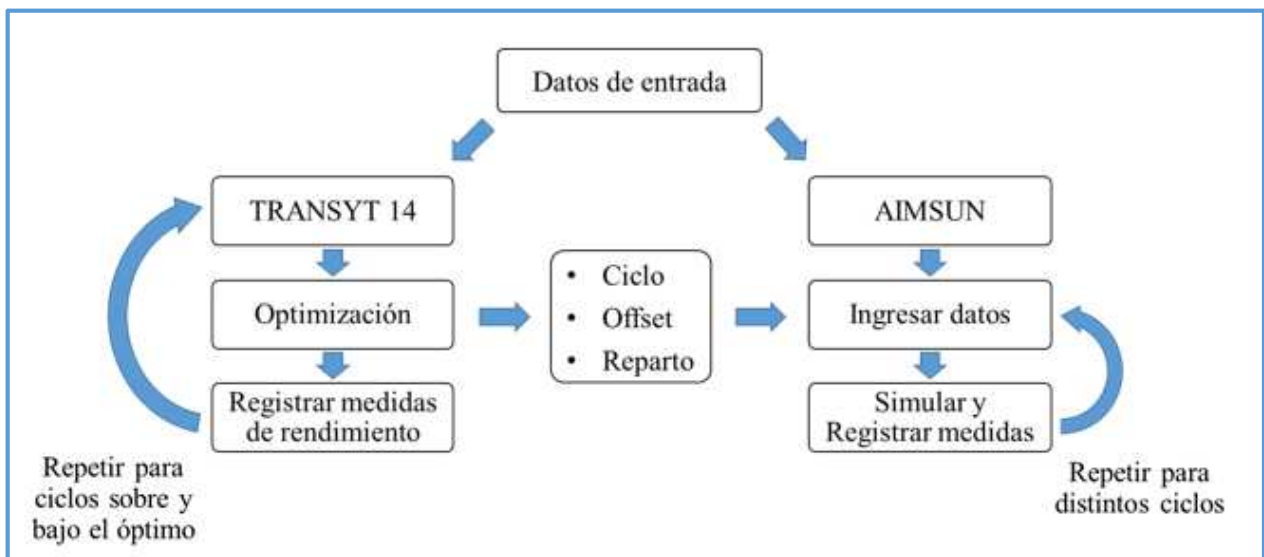 Datos de entrada
TRANSYT 14
AIMSUN
Optimización
• Ciclo
• Offset
• Reparto
Ingresar datos
Registrar medidas
de rendimiento
Simular y
Registrar medidas
Repetir para
ciclos sobre y
bajo el óptimo
Repetir para
distintos ciclos